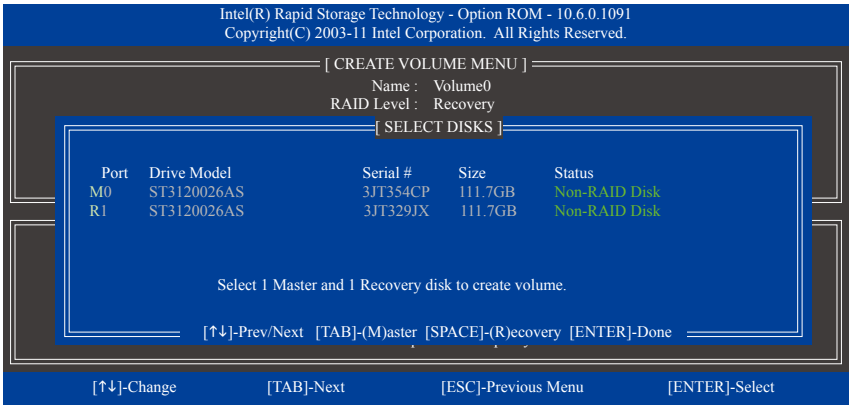 Intel(R) Rapid Storage Technology - Option ROM - 10.6.0.1091
Copyright(C) 2003-11 Intel Corporation.  All Rights Reserved.
[ CREATE VOLUME MENU ]
Name :  Volume0
RAID Level :  Recovery
[ SELECT DISKS ]
Port  Drive Model  Serial #  Size  Status
M0  ST3120026AS  3JT354CP  111.7GB  Non-RAID Disk
R1  ST3120026AS  3JT329JX  111.7GB  Non-RAID Disk
Select 1 Master and 1 Recovery disk to create volume.
[↑↓]-Prev/Next  [TAB]-(M)aster  [SPACE]-(R)ecovery  [ENTER]-Done
[↑↓]-Change  [TAB]-Next  [ESC]-Previous Menu  [ENTER]-Select